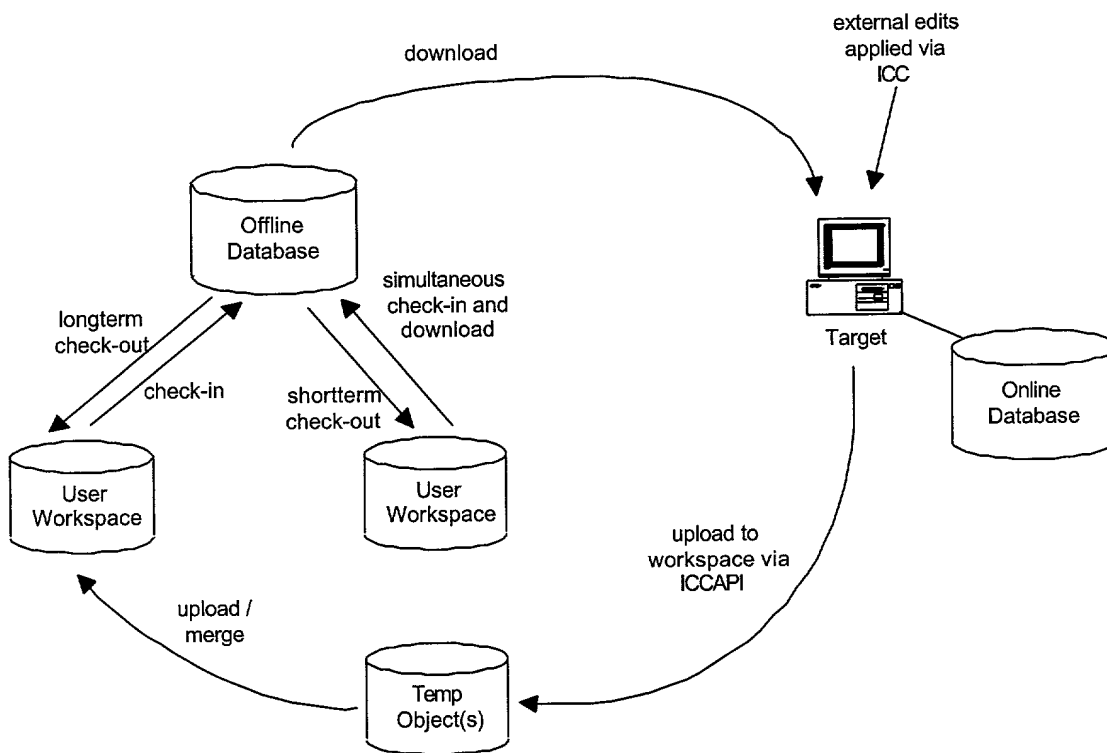 external edits
applied via
ICC
download
Offline
Database
simultaneous
check-in and
download
longterm
check-out
Target
check-in
shortterm
check-out
Online
Database
User
Workspace
User
Workspace
upload to
workspace via
ICCAPI
upload /
merge
Temp
Object(s)